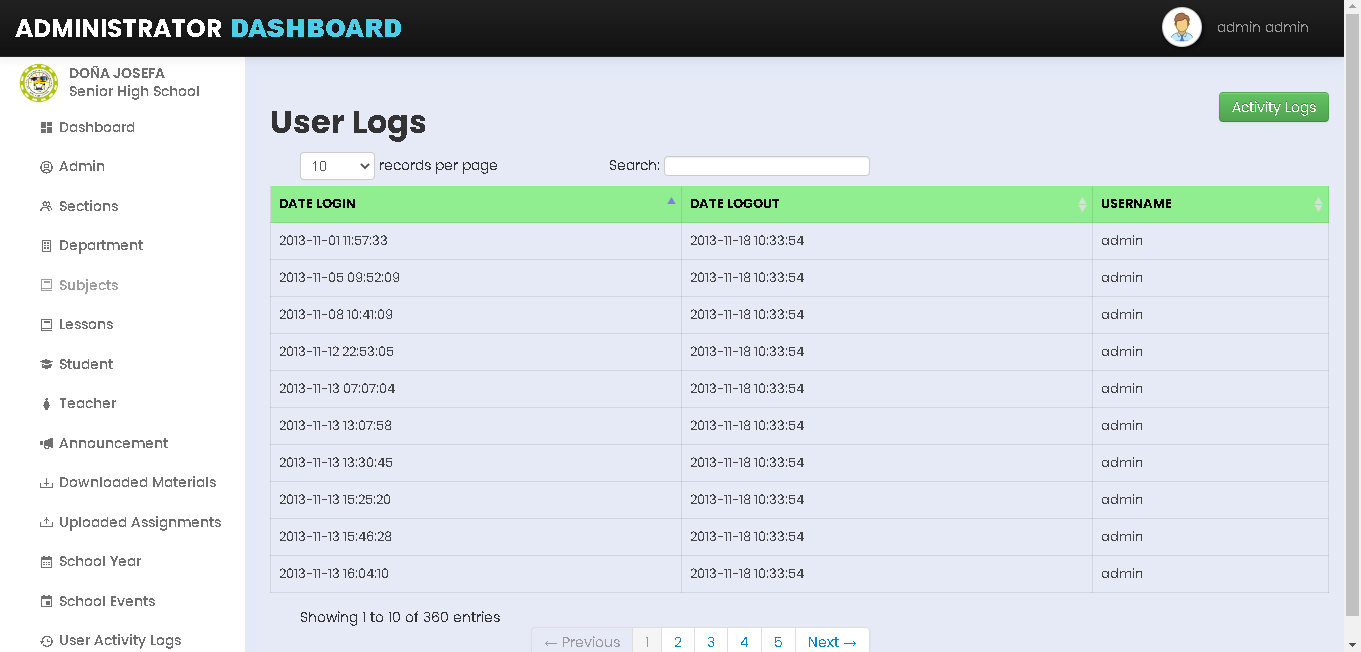 ADMINISTRATOR DASHBOARD
admin admin
DOÑA JOSEFA
Senior High School
Dashboard
Admin
Sections
Department
Subjects
Lessons
Student
Teacher
Announcement
Downloaded Materials
Uploaded Assignments
School Year
School Events
User Activity Logs
User Logs
Activity Logs
10 records per page
Search:
DATE LOGIN DATE LOGOUT USERNAME
2013-11-01 11:57:33 2013-11-18 10:33:54 admin
2013-11-05 09:52:09 2013-11-18 10:33:54 admin
2013-11-08 10:41:09 2013-11-18 10:33:54 admin
2013-11-12 22:53:05 2013-11-18 10:33:54 admin
2013-11-13 07:07:04 2013-11-18 10:33:54 admin
2013-11-13 13:07:58 2013-11-18 10:33:54 admin
2013-11-13 13:30:45 2013-11-18 10:33:54 admin
2013-11-13 15:25:20 2013-11-18 10:33:54 admin
2013-11-13 15:46:28 2013-11-18 10:33:54 admin
2013-11-13 16:04:10 2013-11-18 10:33:54 admin
Showing 1 to 10 of 360 entries
← Previous 1 2 3 4 5 Next →